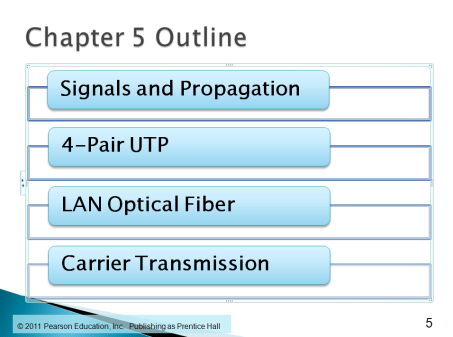 Chapter 5 Outline
Signals and Propagation
4-Pair UTP
LAN Optical Fiber
Carrier Transmission
© 2011 Pearson Education, Inc. Publishing as Prentice Hall
5